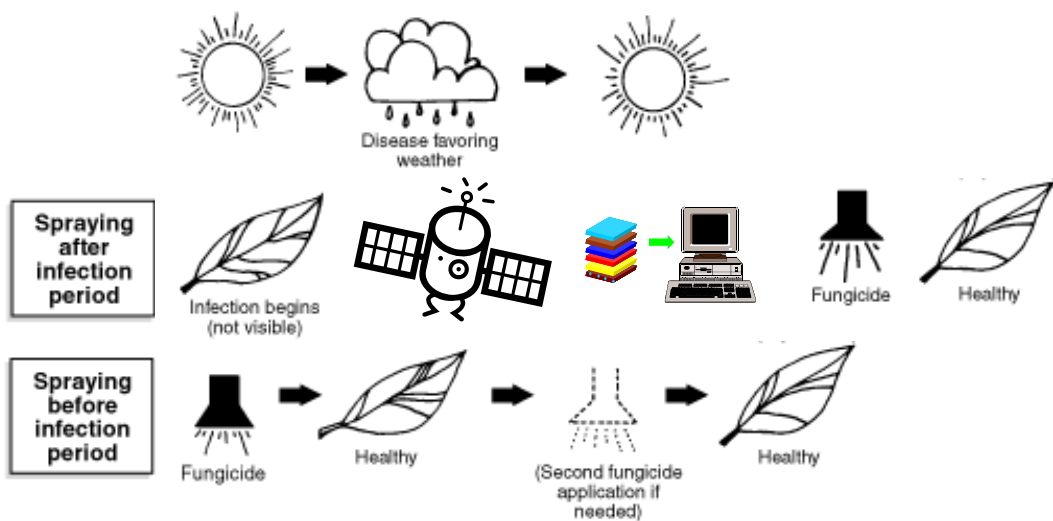 Disease favoring
weather
Spraying
after
infection
period
Infection begins
(not visible)
Fungicide
Healthy
Spraying
before
infection
period
Fungicide
Healthy
(Second fungicide
application if
needed)
Healthy